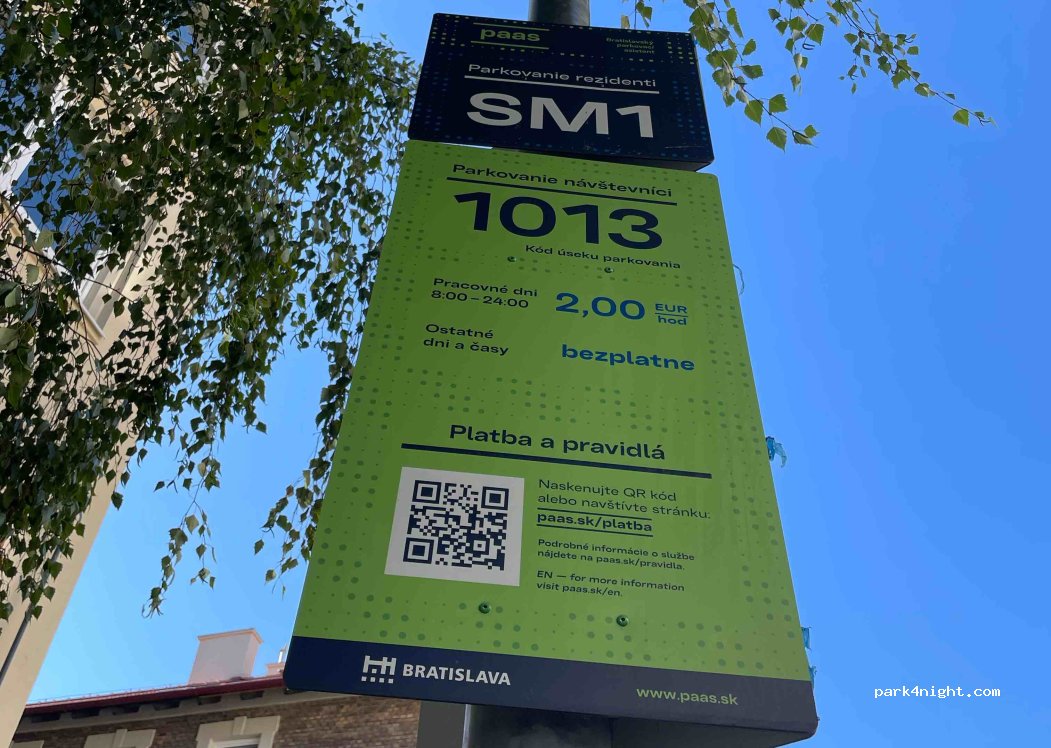 paas
Bratislavský
parkovací
asistent
Parkovanie rezidenti
SM1
Parkovanie návštevníci
1013
Kód úseku parkovania
Pracovné dni
8:00 – 24:00
2,00 EUR
hod
Ostatné
dni a časy
bezplatne
Platba a pravidlá
Naskenujte QR kód
alebo navštívte stránku:
paas.sk/platba
Podrobné informácie o službe
nájdete na paas.sk/pravidla.
EN — for more information
visit paas.sk/en.
BRATISLAVA
www.paas.sk
park4night.com